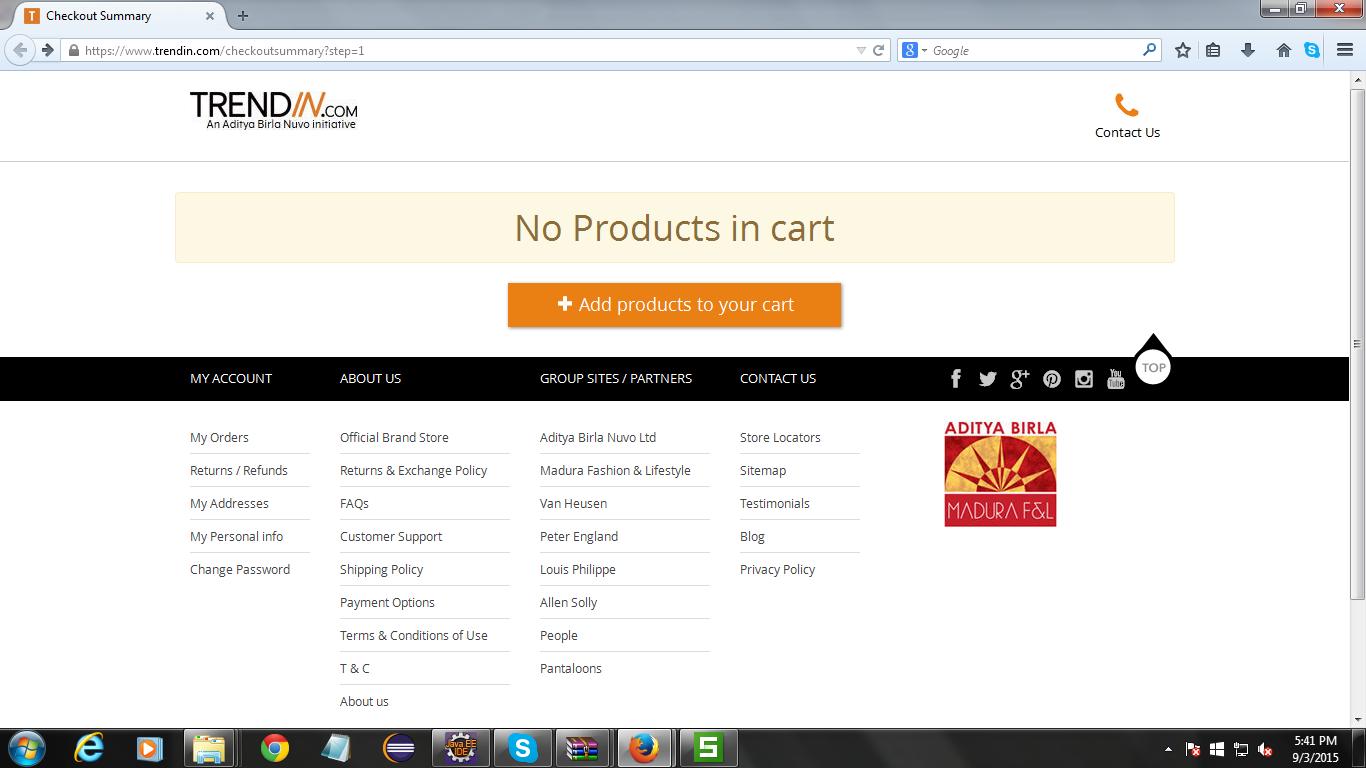 Checkout Summary
https://www.trendin.com/checkoutsummary?step=1
Google
TRENDIN.COM
An Aditya Birla Nuvo initiative
Contact Us
No Products in cart
Add products to your cart
TOP
MY ACCOUNT
ABOUT US
GROUP SITES / PARTNERS
CONTACT US
You Tube
My Orders
Returns / Refunds
My Addresses
My Personal info
Change Password
Official Brand Store
Returns & Exchange Policy
FAQs
Customer Support
Shipping Policy
Payment Options
Terms & Conditions of Use
T & C
About us
Aditya Birla Nuvo Ltd
Madura Fashion & Lifestyle
Van Heusen
Peter England
Louis Philippe
Allen Solly
People
Pantaloons
Store Locators
Sitemap
Testimonials
Blog
Privacy Policy
ADITYA BIRLA
MADURA F&L
Java EE
IDE
5:41 PM
9/3/2015